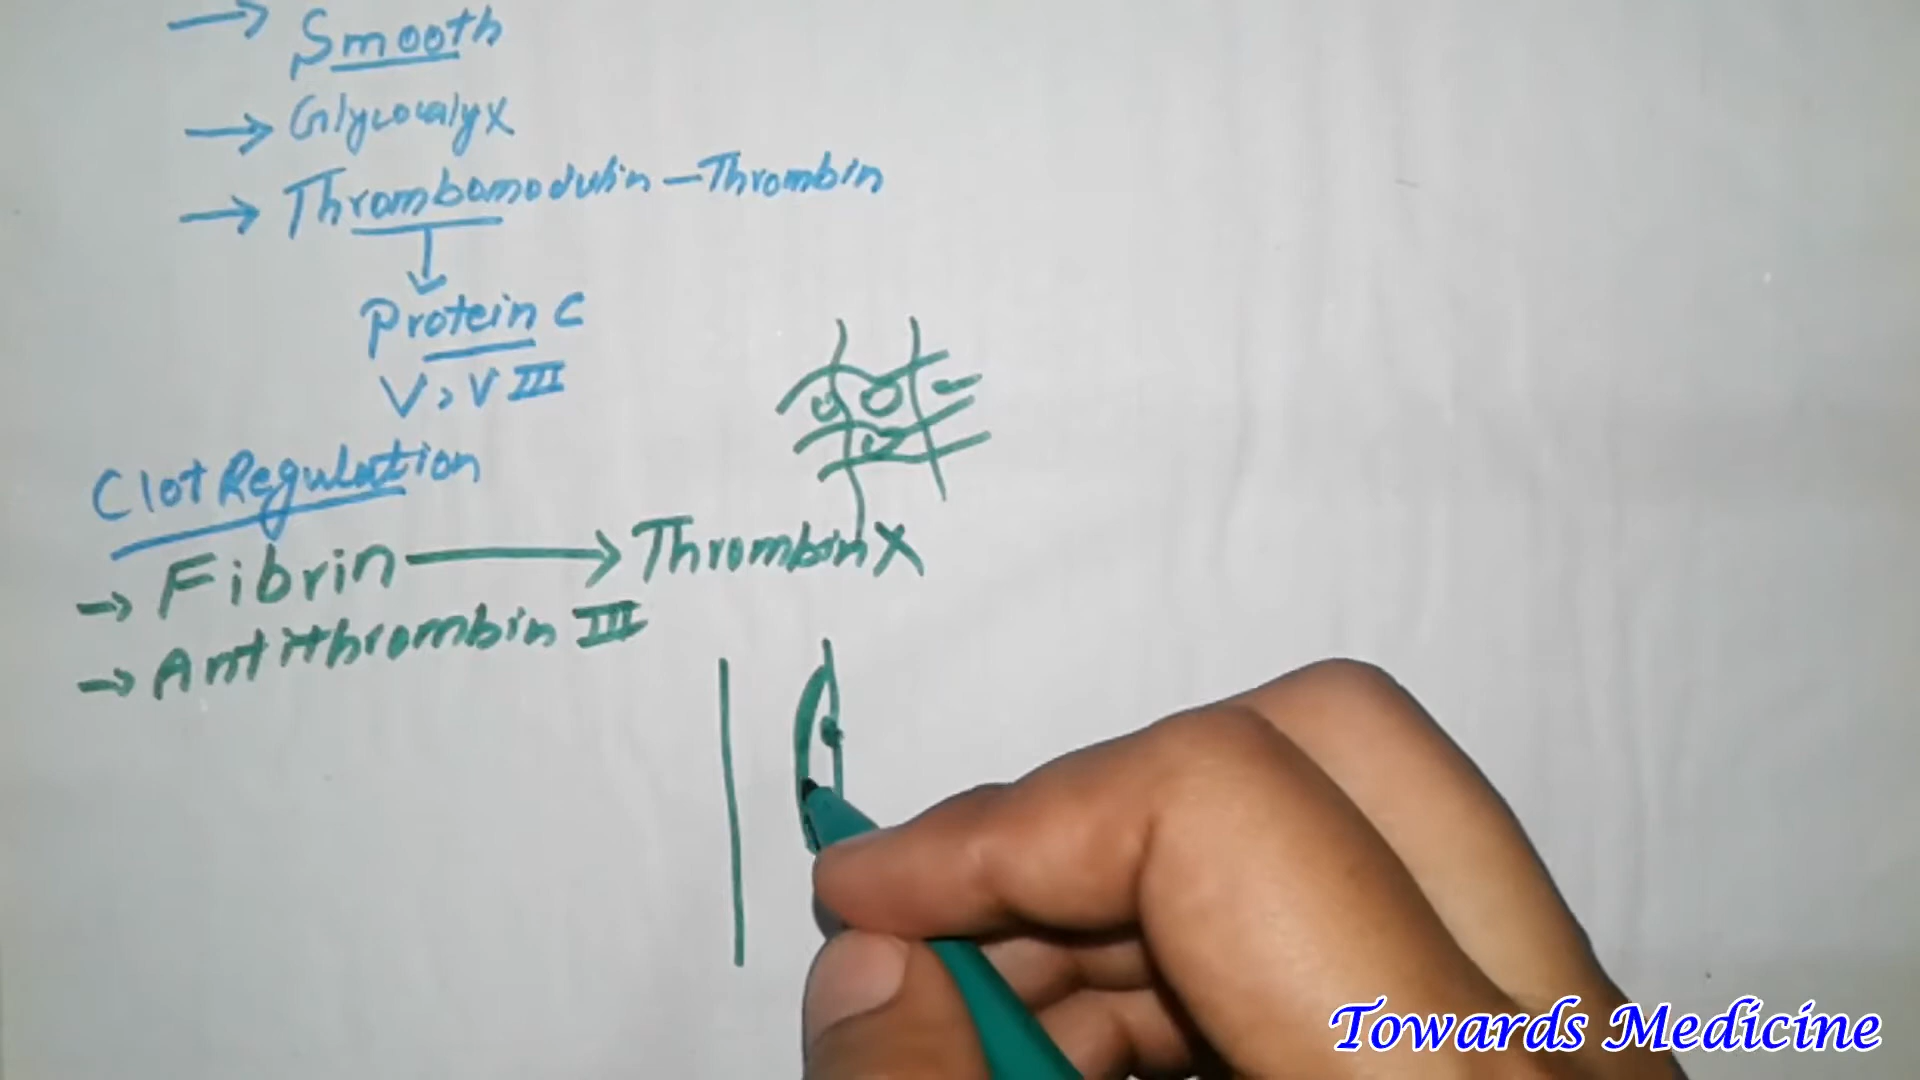 → Smooth
→ Glycocalyx
→ Thrombomodulin - Thrombin
Protein C
V, VIII
Clot Regulation
→ Fibrin → Thrombin X
→ Antithrombin III
Towards Medicine